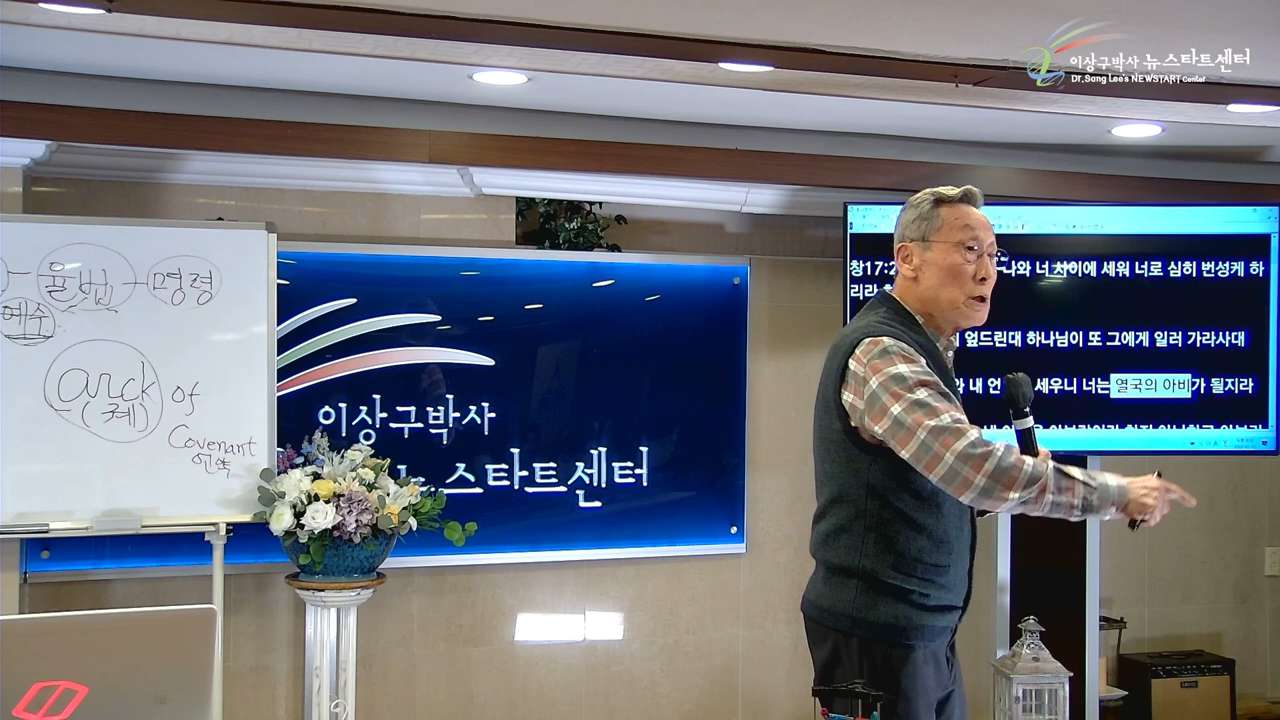 이상구박사 뉴스타트센터
Dr. Sang Lee's NEWSTART Center
율법 - 명령
예수
arck of
(궤)
Covenant
언약
이상구박사
뉴스타트센터
창17:2 나와 너 사이에 세워 너로 심히 번성케 하
리라
엎드린대 하나님이 또 그에게 일러 가라사대
와 내 언 세우니 너는 열국의 아비가 될지라